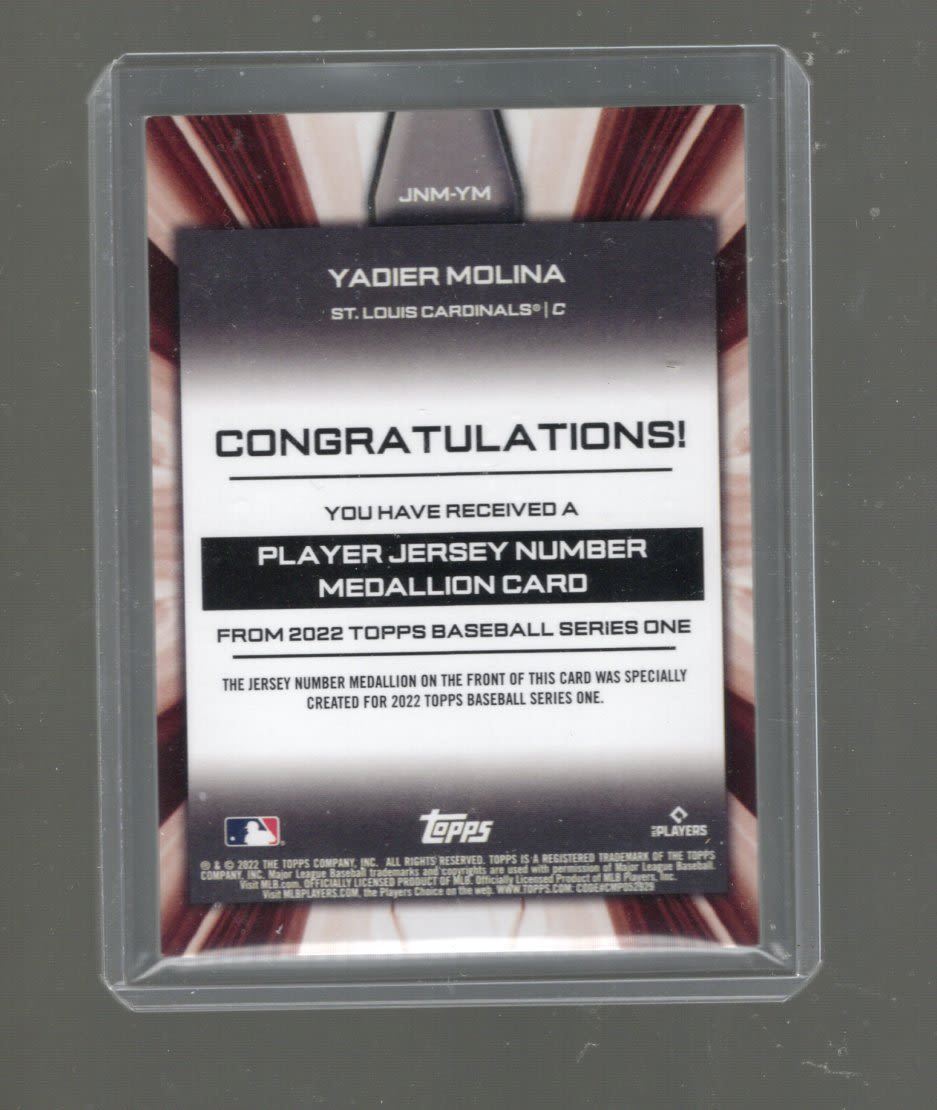 JNM-YM
YADIER MOLINA
ST. LOUIS CARDINALS® | C
CONGRATULATIONS!
YOU HAVE RECEIVED A
PLAYER JERSEY NUMBER
MEDALLION CARD
FROM 2022 TOPPS BASEBALL SERIES ONE
THE JERSEY NUMBER MEDALLION ON THE FRONT OF THIS CARD WAS SPECIALLY
CREATED FOR 2022 TOPPS BASEBALL SERIES ONE.
topps
PLAYERS
® & © 2022 THE TOPPS COMPANY, INC. ALL RIGHTS RESERVED. TOPPS IS A REGISTERED TRADEMARK OF THE TOPPS
COMPANY, INC. Major League Baseball trademarks and copyrights are used with permission of Major League Baseball.
Visit MLB.com. OFFICIALLY LICENSED PRODUCT OF MLB. Officially Licensed Product of MLB Players, Inc.
Visit MLBPLAYERS.COM, the Players Choice on the web. WWW.TOPPS.COM: CODE#CMP052929